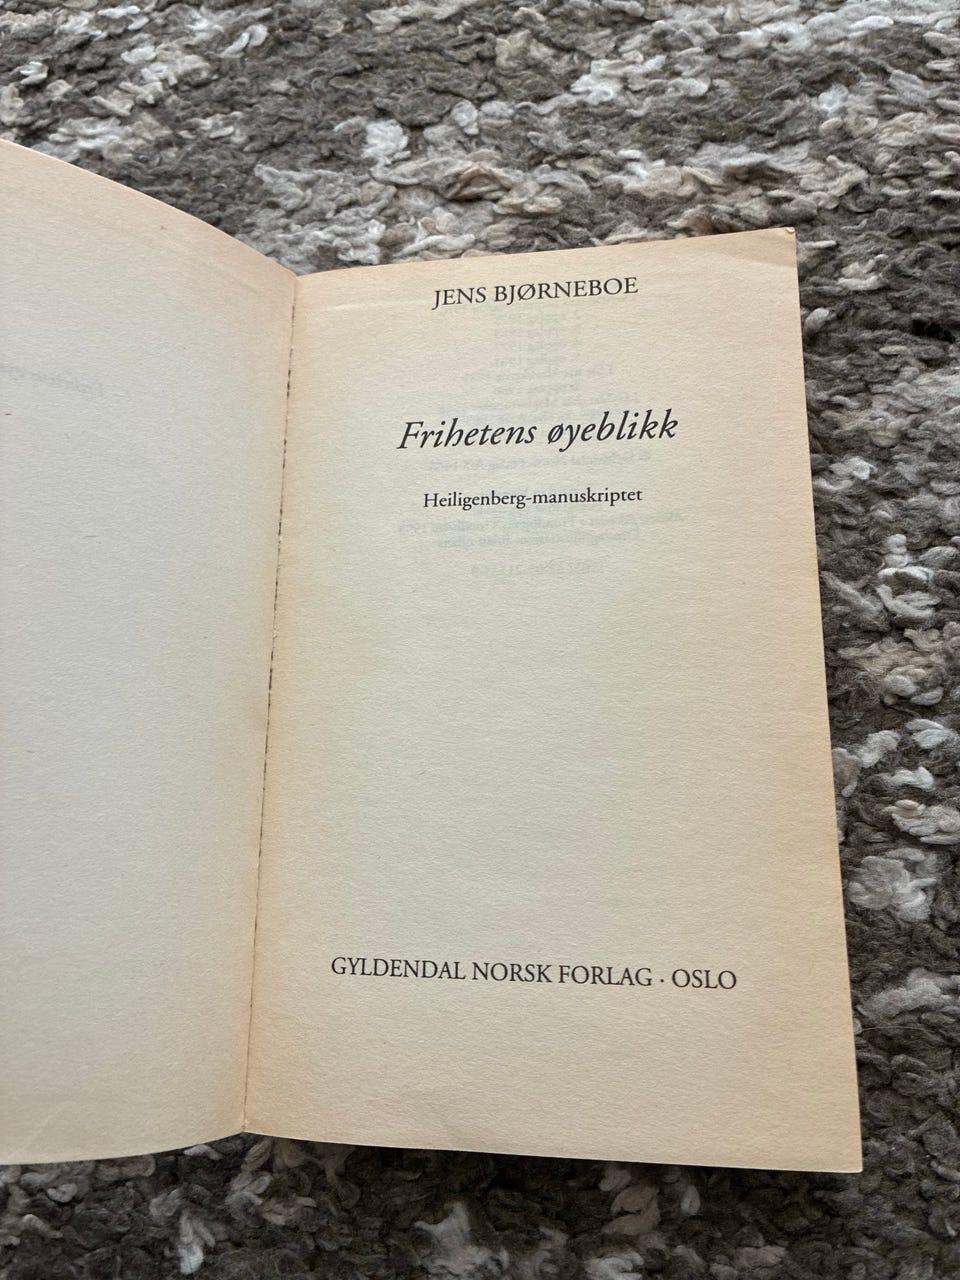 JENS BJØRNEBOE
Frihetens øyeblikk
Heiligenberg-manuskriptet
GYLDENDAL NORSK FORLAG · OSLO